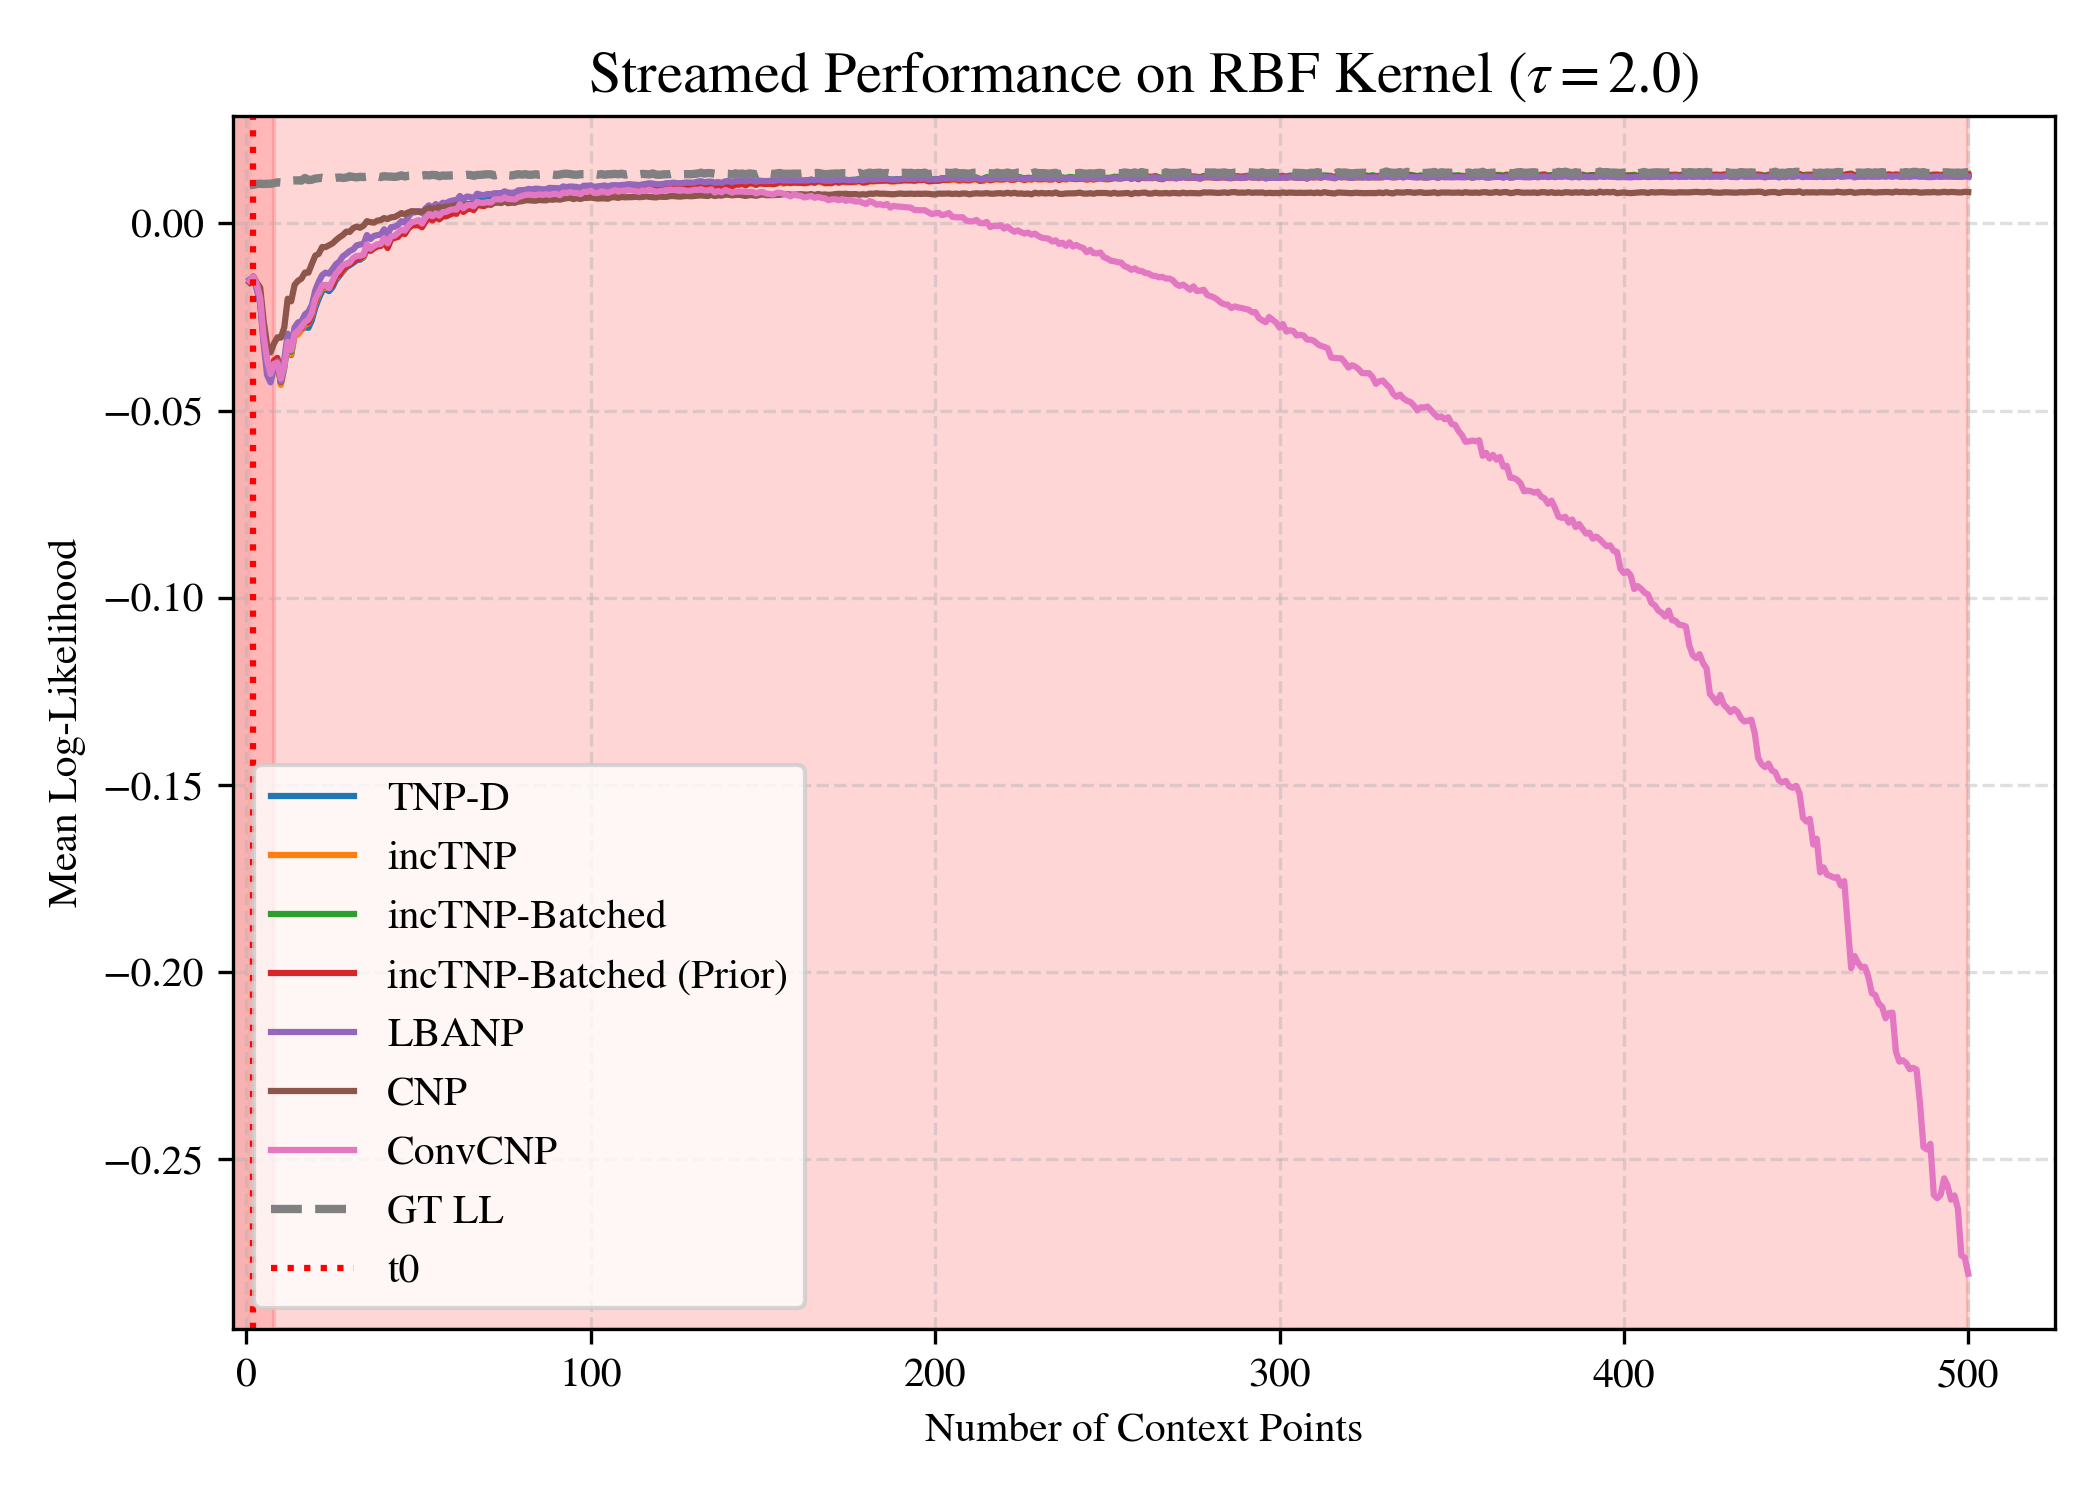 Streamed Performance on RBF Kernel (τ = 2.0)
Mean Log-Likelihood
0.00
−0.05
−0.10
−0.15
−0.20
−0.25
TNP-D
incTNP
incTNP-Batched
incTNP-Batched (Prior)
LBANP
CNP
ConvCNP
GT LL
t0
0 100 200 300 400 500
Number of Context Points